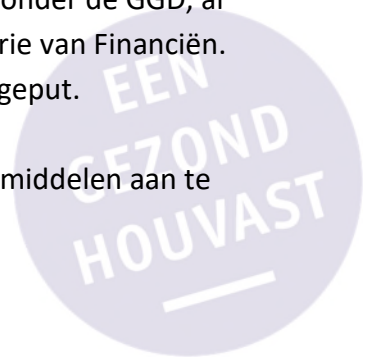 onder de GGD, al
rie van Financiën.
geput.
middelen aan te
EEN
GEZOND
HOUVAST